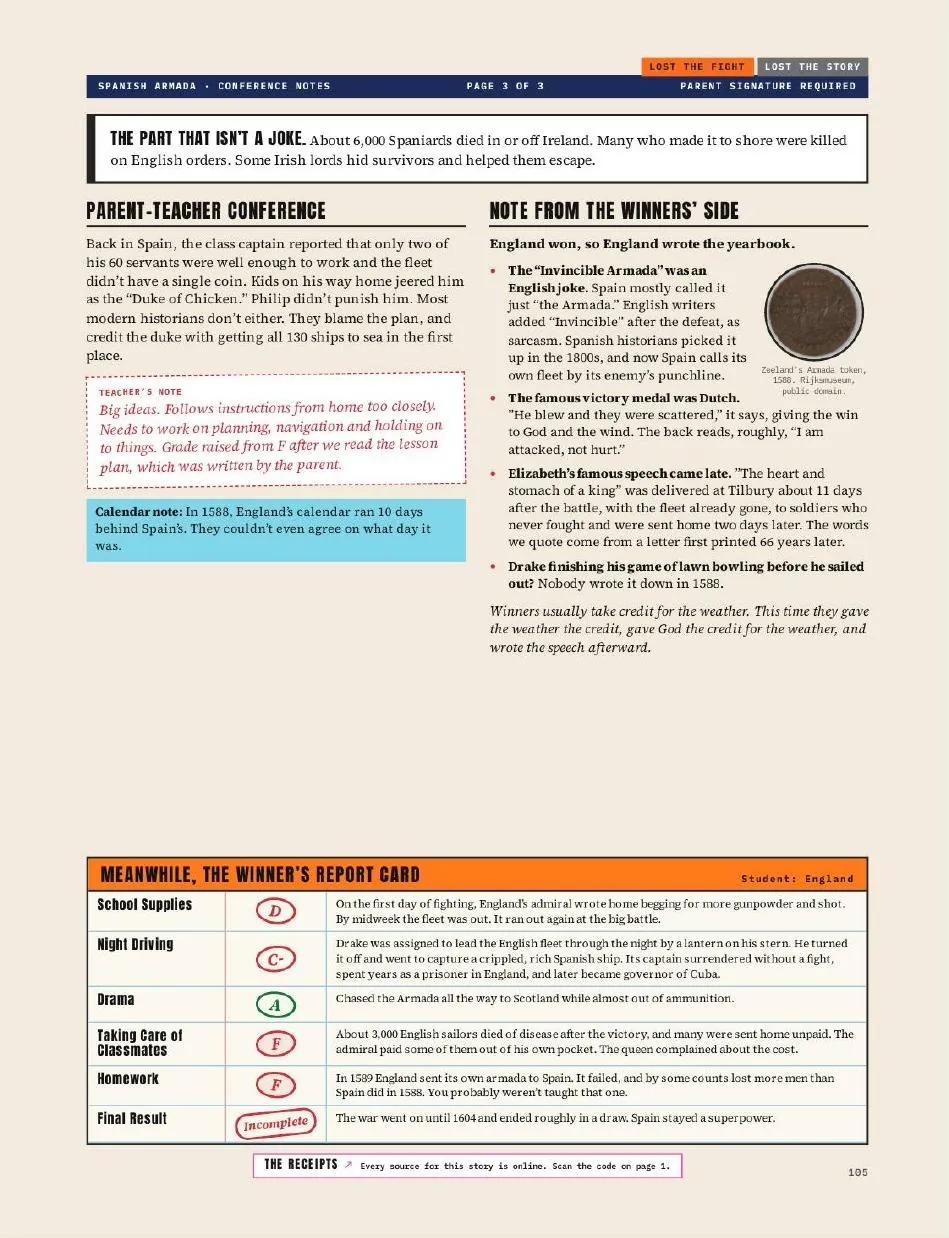 LOST THE FIGHT LOST THE STORY
SPANISH ARMADA · CONFERENCE NOTES PAGE 3 OF 3 PARENT SIGNATURE REQUIRED
THE PART THAT ISN'T A JOKE. About 6,000 Spaniards died in or off Ireland. Many who made it to shore were killed
on English orders. Some Irish lords hid survivors and helped them escape.
PARENT-TEACHER CONFERENCE
Back in Spain, the class captain reported that only two of
his 60 servants were well enough to work and the fleet
didn't have a single coin. Kids on his way home jeered him
as the “Duke of Chicken.” Philip didn't punish him. Most
modern historians don't either. They blame the plan, and
credit the duke with getting all 130 ships to sea in the first
place.
TEACHER'S NOTE
Big ideas. Follows instructions from home too closely.
Needs to work on planning, navigation and holding on
to things. Grade raised from F after we read the lesson
plan, which was written by the parent.
Calendar note: In 1588, England's calendar ran 10 days
behind Spain's. They couldn't even agree on what day it
was.
NOTE FROM THE WINNERS' SIDE
England won, so England wrote the yearbook.
• The “Invincible Armada” was an
English joke. Spain mostly called it
just “the Armada.” English writers
added “Invincible” after the defeat, as
sarcasm. Spanish historians picked it
up in the 1800s, and now Spain calls its
own fleet by its enemy's punchline.
Zeeland's Armada token,
1588. Rijksmuseum,
public domain.
• The famous victory medal was Dutch.
”He blew and they were scattered,” it says, giving the win
to God and the wind. The back reads, roughly, “I am
attacked, not hurt.”
• Elizabeth's famous speech came late. ”The heart and
stomach of a king” was delivered at Tilbury about 11 days
after the battle, with the fleet already gone, to soldiers who
never fought and were sent home two days later. The words
we quote come from a letter first printed 66 years later.
• Drake finishing his game of lawn bowling before he sailed
out? Nobody wrote it down in 1588.
Winners usually take credit for the weather. This time they gave
the weather the credit, gave God the credit for the weather, and
wrote the speech afterward.
MEANWHILE, THE WINNER'S REPORT CARD Student: England
School Supplies D On the first day of fighting, England's admiral wrote home begging for more gunpowder and shot.
By midweek the fleet was out. It ran out again at the big battle.
Night Driving C- Drake was assigned to lead the English fleet through the night by a lantern on his stern. He turned
it off and went to capture a crippled, rich Spanish ship. Its captain surrendered without a fight,
spent years as a prisoner in England, and later became governor of Cuba.
Drama A Chased the Armada all the way to Scotland while almost out of ammunition.
Taking Care of
Classmates F About 3,000 English sailors died of disease after the victory, and many were sent home unpaid. The
admiral paid some of them out of his own pocket. The queen complained about the cost.
Homework F In 1589 England sent its own armada to Spain. It failed, and by some counts lost more men than
Spain did in 1588. You probably weren't taught that one.
Final Result Incomplete The war went on until 1604 and ended roughly in a draw. Spain stayed a superpower.
THE RECEIPTS ↗ Every source for this story is online. Scan the code on page 1.
105